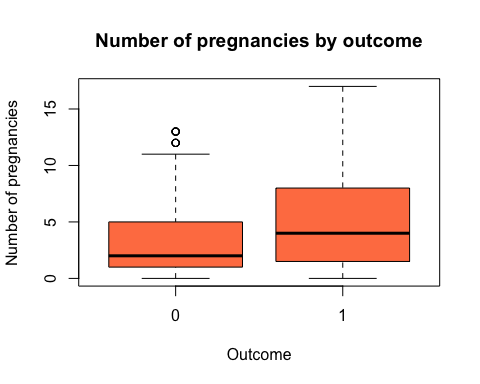 Number of pregnancies by outcome
Number of pregnancies
15
10
5
0
0 1
Outcome